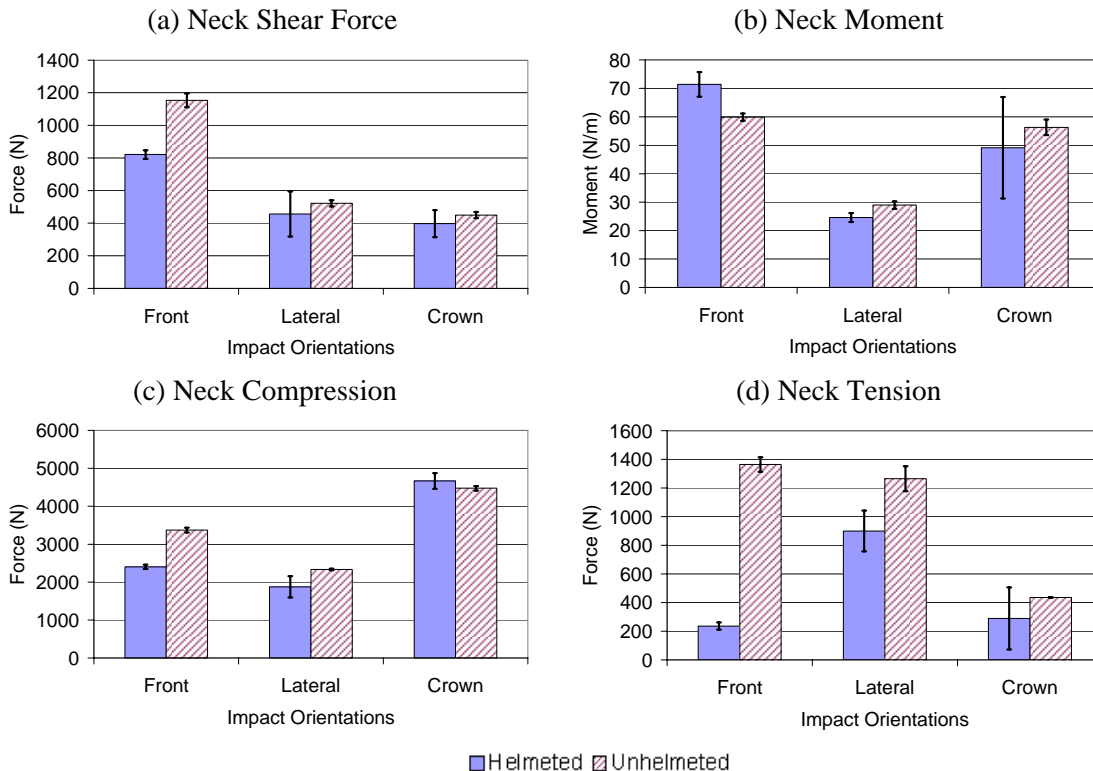 (a) Neck Shear Force
1400
1200
1000
800
600
400
200
0
Force (N)
Front Lateral Crown
Impact Orientations
(b) Neck Moment
80
70
60
50
40
30
20
10
0
Moment (N/m)
Front Lateral Crown
Impact Orientations
(c) Neck Compression
6000
5000
4000
3000
2000
1000
0
Force (N)
Front Lateral Crown
Impact Orientations
(d) Neck Tension
1600
1400
1200
1000
800
600
400
200
0
Force (N)
Front Lateral Crown
Impact Orientations
Helmeted Unhelmeted